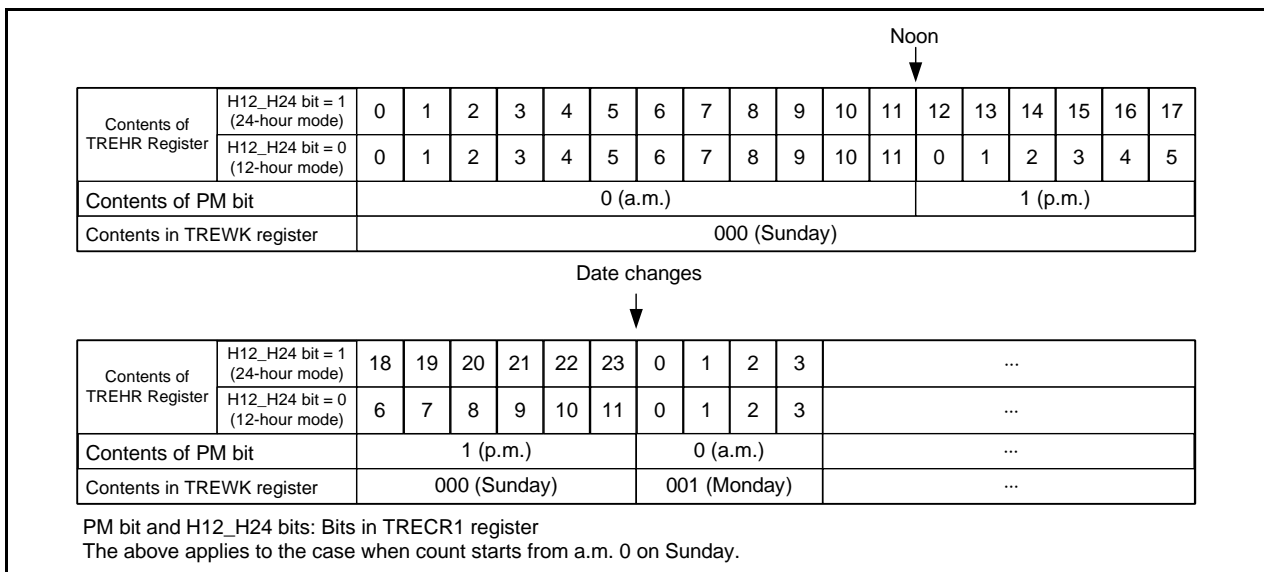 Noon
Contents of TREHR Register
H12_H24 bit = 1 (24-hour mode) 0 1 2 3 4 5 6 7 8 9 10 11 12 13 14 15 16 17
H12_H24 bit = 0 (12-hour mode) 0 1 2 3 4 5 6 7 8 9 10 11 0 1 2 3 4 5
Contents of PM bit 0 (a.m.) 1 (p.m.)
Contents in TREWK register 000 (Sunday)
Date changes
Contents of TREHR Register
H12_H24 bit = 1 (24-hour mode) 18 19 20 21 22 23 0 1 2 3 ...
H12_H24 bit = 0 (12-hour mode) 6 7 8 9 10 11 0 1 2 3 ...
Contents of PM bit 1 (p.m.) 0 (a.m.) ...
Contents in TREWK register 000 (Sunday) 001 (Monday) ...
PM bit and H12_H24 bits: Bits in TRECR1 register
The above applies to the case when count starts from a.m. 0 on Sunday.